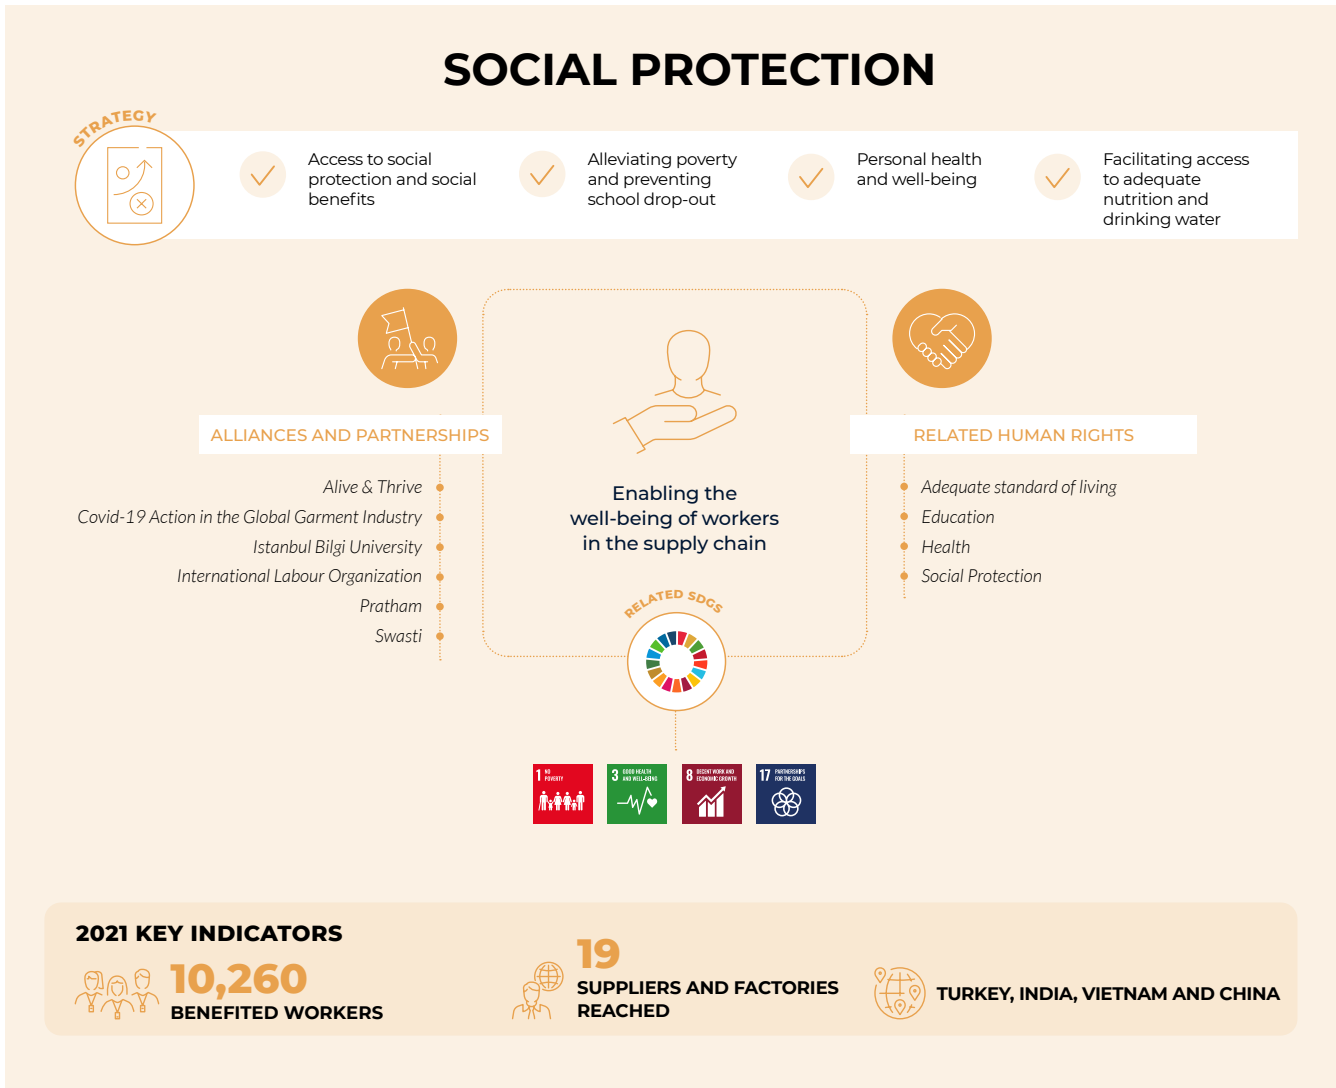 SOCIAL PROTECTION
STRATEGY
Access to social
protection and social
benefits
Alleviating poverty
and preventing
school drop-out
Personal health
and well-being
Facilitating access
to adequate
nutrition and
drinking water
ALLIANCES AND PARTNERSHIPS
Alive & Thrive
Covid-19 Action in the Global Garment Industry
Istanbul Bilgi University
International Labour Organization
Pratham
Swasti
Enabling the
well-being of workers
in the supply chain
RELATED HUMAN RIGHTS
Adequate standard of living
Education
Health
Social Protection
RELATED SDGS
1 NO
POVERTY
3 GOOD HEALTH
AND WELL-BEING
8 DECENT WORK AND
ECONOMIC GROWTH
17 PARTNERSHIPS
FOR THE GOALS
2021 KEY INDICATORS
10,260
BENEFITED WORKERS
19
SUPPLIERS AND FACTORIES
REACHED
TURKEY, INDIA, VIETNAM AND CHINA